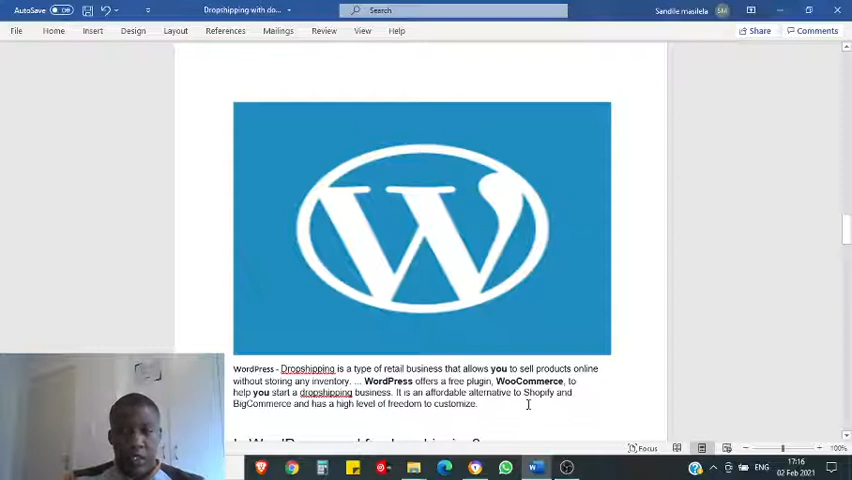 AutoSave Off Dropshipping with do... Search Sandile masilela SM
File Home Insert Design Layout References Mailings Review View Help Share Comments
W
WordPress - Dropshipping is a type of retail business that allows you to sell products online
without storing any inventory. ... WordPress offers a free plugin, WooCommerce, to
help you start a dropshipping business. It is an affordable alternative to Shopify and
BigCommerce and has a high level of freedom to customize.
Focus 100%
ENG 17:16
02 Feb 2021